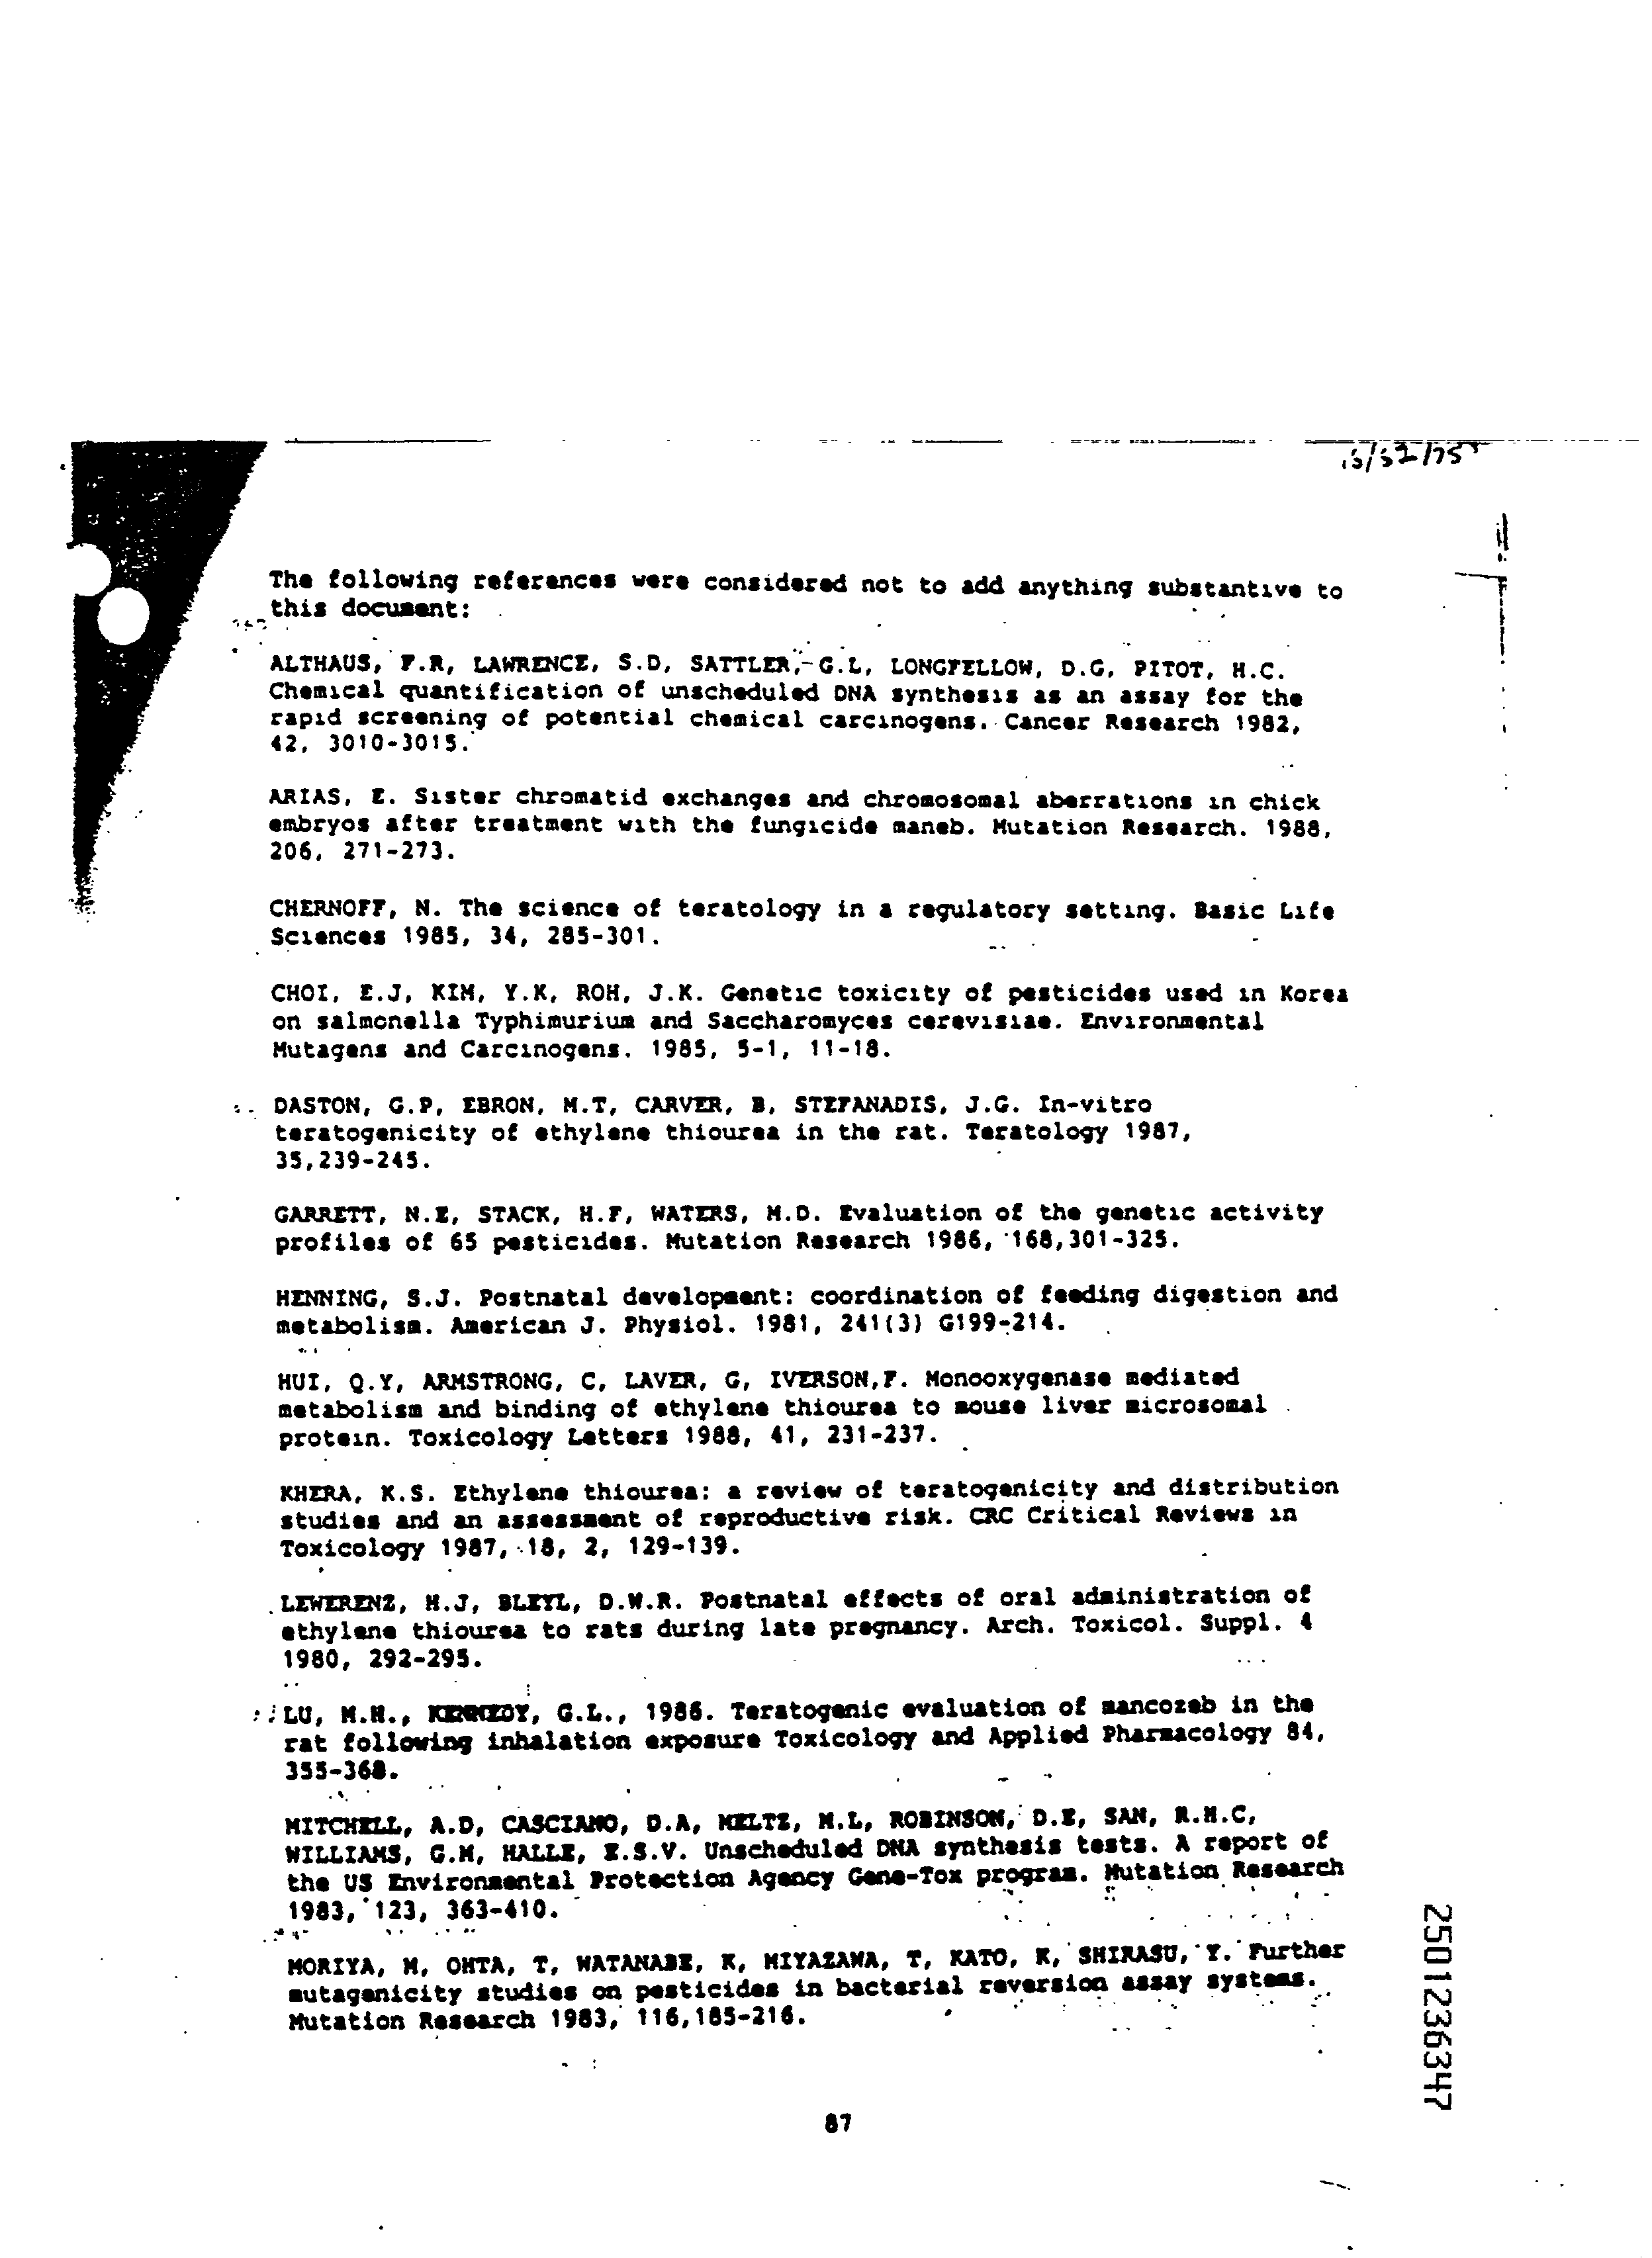 The following references were considered not to add anything substantive to
this document:
ALTHAUS, F.R, LAWRENCE, S.D, SATTLER, G.L, LONGFELLOW, D.G, PITOT, H.C.
Chemical quantification of unscheduled DNA synthesis as an assay for the
rapid screening of potential chemical carcinogens. Cancer Research 1982,
42, 3010-3015.
ARIAS, E. Sister chromatid exchanges and chromosomal aberrations in chick
embryos after treatment with the fungicide maneb. Mutation Research. 1988,
206, 271-273.
CHERNOFF, N. The science of teratology in a regulatory setting. Basic Life
Sciences 1985, 34, 285-301.
CHOI, E.J, KIM, Y.K, ROH, J.K. Genetic toxicity of pesticides used in Korea
on salmonella Typhimurium and Saccharomyces cerevisiae. Environmental
Mutagens and Carcinogens. 1985, 5-1, 11-18.
DASTON, G.P, EBRON, M.T, CARVER, B, STEFANADIS, J.G. In-vitro
teratogenicity of ethylene thiourea in the rat. Teratology 1987,
35,239-245.
GARRETT, N.E, STACK, H.F, WATERS, M.D. Evaluation of the genetic activity
profiles of 65 pesticides. Mutation Research 1986, 168,301-325.
HENNING, S.J. Postnatal development: coordination of feeding digestion and
metabolism. American J. Physiol. 1981, 241(3) G199-214.
HUI, Q.Y, ARMSTRONG, C, LAVER, G, IVERSON,F. Monooxygenase mediated
metabolism and binding of ethylene thiourea to mouse liver microsomal
protein. Toxicology Letters 1988, 41, 231-237.
KHERA, K.S. Ethylene thiourea: a review of teratogenicity and distribution
studies and an assessment of reproductive risk. CRC Critical Reviews in
Toxicology 1987, 18, 2, 129-139.
LEWERENZ, H.J, BLEYL, D.W.R. Postnatal effects of oral administration of
ethylene thiourea to rats during late pregnancy. Arch. Toxicol. Suppl. 4
1980, 292-295.
LU, M.H., KENNEDY, G.L., 1986. Teratogenic evaluation of mancozeb in the
rat following inhalation exposure Toxicology and Applied Pharmacology 84,
355-368.
MITCHELL, A.D, CASCIANO, D.A, MELTZ, M.L, ROBINSON, D.E, SAN, R.H.C,
WILLIAMS, G.M, HALLE, E.S.V. Unscheduled DNA synthesis tests. A report of
the US Environmental Protection Agency Gene-Tox program. Mutation Research
1983, 123, 363-410.
MORIYA, M, OHTA, T, WATANABE, K, MIYAZAWA, T, KATO, K, SHIRASU, Y. Further
mutagenicity studies on pesticides in bacterial reversion assay systems.
Mutation Research 1983, 116,185-216.
87
2501236347